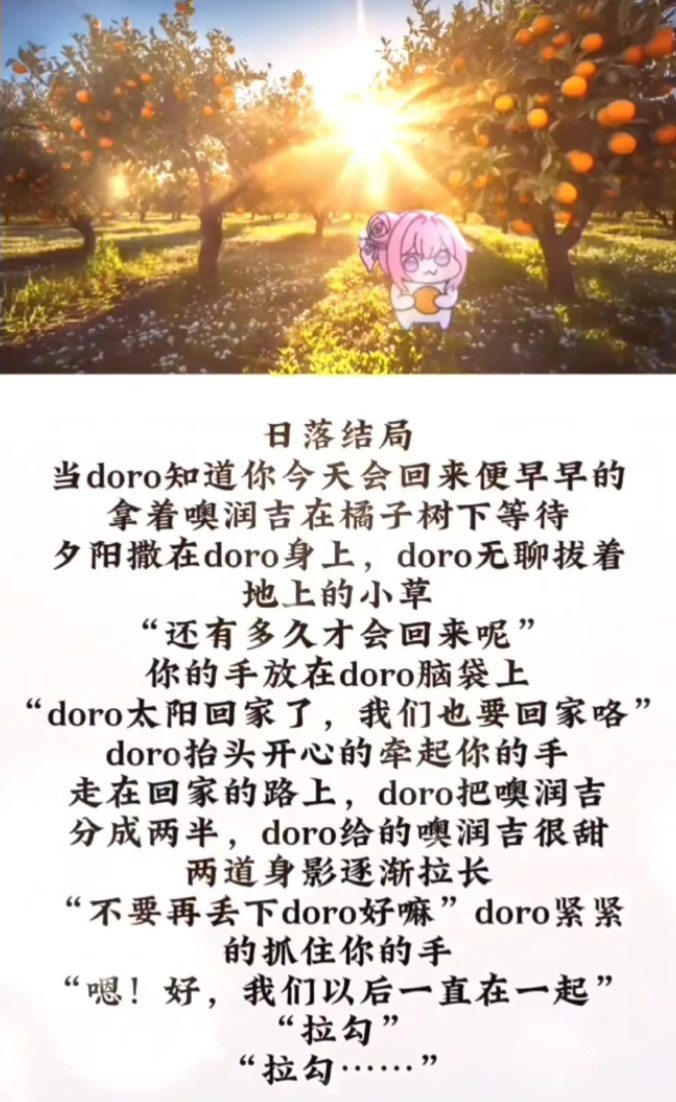 日落结局
当doro知道你今天会回来便早早的
拿着噢润吉在橘子树下等待
夕阳撒在doro身上，doro无聊拔着
地上的小草
“还有多久才会回来呢”
你的手放在doro脑袋上
“doro太阳回家了，我们也要回家咯”
doro抬头开心的牵起你的手
走在回家的路上，doro把噢润吉
分成两半，doro给的噢润吉很甜
两道身影逐渐拉长
“不要再丢下doro好嘛”doro紧紧
的抓住你的手
“嗯！好，我们以后一直在一起”
“拉勾”
“拉勾……”